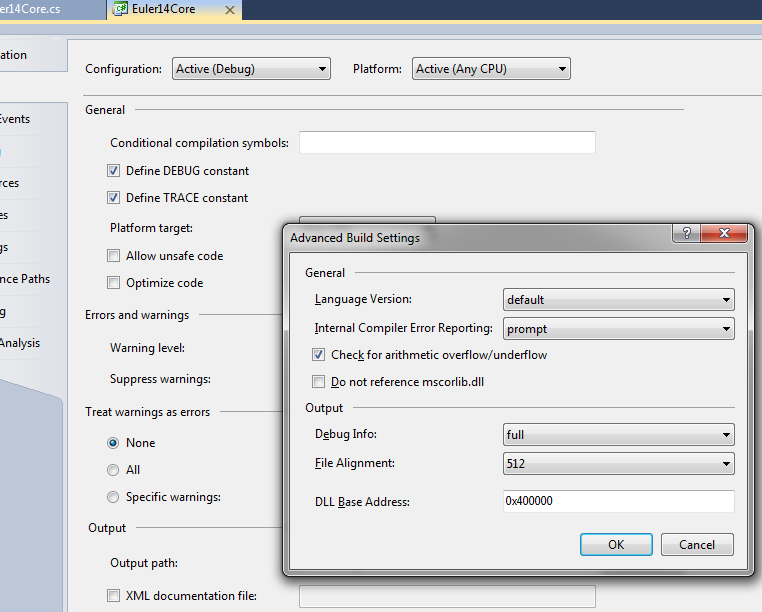 er14Core.cs
Euler14Core
ation
Configuration: Active (Debug) Platform: Active (Any CPU)
General
Events
Conditional compilation symbols:
Define DEBUG constant
rces
Define TRACE constant
es
Platform target:
gs
Allow unsafe code
nce Paths
Optimize code
g
Errors and warnings
Analysis
Warning level:
Suppress warnings:
Treat warnings as errors
None
All
Specific warnings:
Output
Output path:
XML documentation file:
Advanced Build Settings
?
General
Language Version: default
Internal Compiler Error Reporting: prompt
Check for arithmetic overflow/underflow
Do not reference mscorlib.dll
Output
Debug Info: full
File Alignment: 512
DLL Base Address: 0x400000
OK Cancel